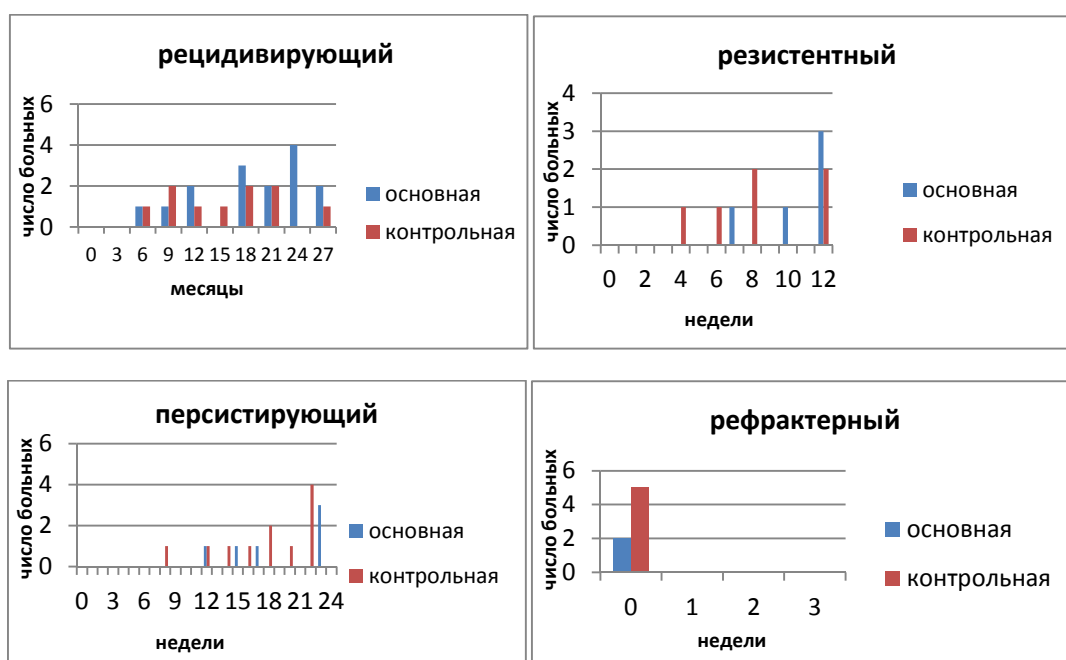 рецидивирующий
число больных
6
4
2
0
0 3 6 9 12 15 18 21 24 27
месяцы
основная
контрольная
резистентный
4
3
2
1
0
0 2 4 6 8 10 12
недели
число больных
основная
контрольная
персистирующий
число больных
6
4
2
0
0 3 6 9 12 15 18 21 24
недели
основная
контрольная
рефрактерный
число больных
6
4
2
0
0 1 2 3
недели
основная
контрольная